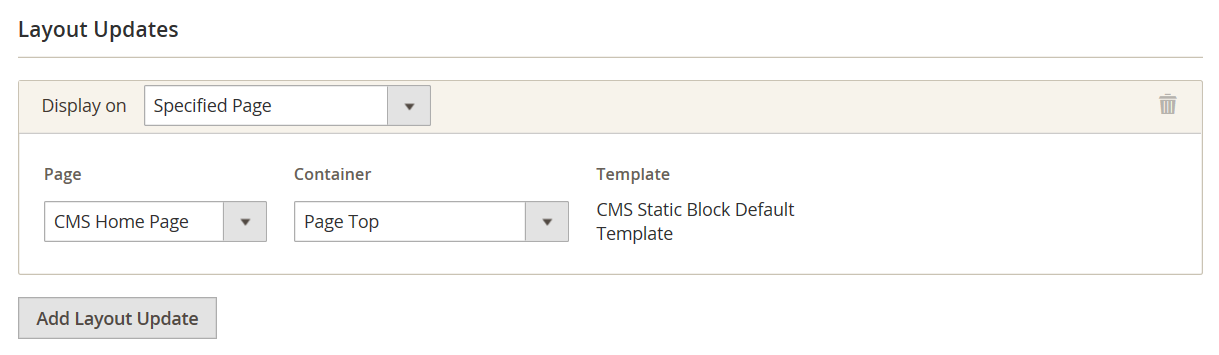 Layout Updates
Display on Specified Page
Page Container Template
CMS Home Page Page Top CMS Static Block Default
Template
Add Layout Update